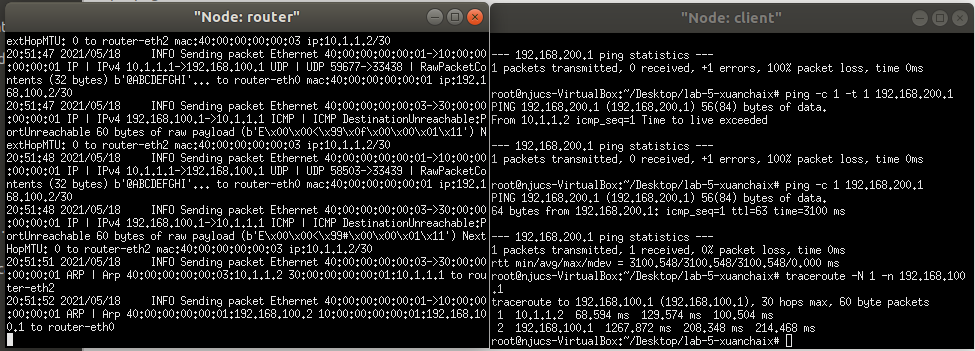 "Node: router"
extHopMTU: 0 to router-eth2 mac:40:00:00:00:00:03 ip:10.1.1.2/30
20:51:47 2021/05/18     INFO Sending packet Ethernet 40:00:00:00:00:01->10:00:00
:00:00:01 IP | IPv4 10.1.1.1->192.168.100.1 UDP | UDP 59677->33438 | RawPacketCo
ntents (32 bytes) b'@ABCDEFGHI'... to router-eth0 mac:40:00:00:00:00:01 ip:192.16
8.100.2/30
20:51:47 2021/05/18     INFO Sending packet Ethernet 40:00:00:00:00:03->30:00:00
:00:00:01 IP | IPv4 192.168.100.1->10.1.1.1 ICMP | ICMP DestinationUnreachable:P
ortUnreachable 60 bytes of raw payload (b'E\x00\x00<\x99\x0f\x00\x00\x01\x11') N
extHopMTU: 0 to router-eth2 mac:40:00:00:00:00:03 ip:10.1.1.2/30
20:51:48 2021/05/18     INFO Sending packet Ethernet 40:00:00:00:00:01->10:00:00
:00:00:01 IP | IPv4 10.1.1.1->192.168.100.1 UDP | UDP 58503->33439 | RawPacketCo
ntents (32 bytes) b'@ABCDEFGHI'... to router-eth0 mac:40:00:00:00:00:01 ip:192.16
8.100.2/30
20:51:48 2021/05/18     INFO Sending packet Ethernet 40:00:00:00:00:03->30:00:00
:00:00:01 IP | IPv4 192.168.100.1->10.1.1.1 ICMP | ICMP DestinationUnreachable:P
ortUnreachable 60 bytes of raw payload (b'E\x00\x00<\x99#\x00\x00\x01\x11') Next
HopMTU: 0 to router-eth2 mac:40:00:00:00:00:03 ip:10.1.1.2/30
20:51:51 2021/05/18     INFO Sending packet Ethernet 40:00:00:00:00:03->30:00:00
:00:00:01 ARP | Arp 40:00:00:00:00:03:10.1.1.2 30:00:00:00:00:01:10.1.1.1 to rou
ter-eth2
20:51:52 2021/05/18     INFO Sending packet Ethernet 40:00:00:00:00:01->10:00:00
:00:00:01 ARP | Arp 40:00:00:00:00:01:192.168.100.2 10:00:00:00:00:01:192.168.10
0.1 to router-eth0
"Node: client"
--- 192.168.200.1 ping statistics ---
1 packets transmitted, 0 received, +1 errors, 100% packet loss, time 0ms
root@njucs-VirtualBox:~/Desktop/lab-5-xuanchaix# ping -c 1 -t 1 192.168.200.1
PING 192.168.200.1 (192.168.200.1) 56(84) bytes of data.
From 10.1.1.2 icmp_seq=1 Time to live exceeded
--- 192.168.200.1 ping statistics ---
1 packets transmitted, 0 received, +1 errors, 100% packet loss, time 0ms
root@njucs-VirtualBox:~/Desktop/lab-5-xuanchaix# ping -c 1 192.168.200.1
PING 192.168.200.1 (192.168.200.1) 56(84) bytes of data.
64 bytes from 192.168.200.1: icmp_seq=1 ttl=63 time=3100 ms
--- 192.168.200.1 ping statistics ---
1 packets transmitted, 1 received, 0% packet loss, time 0ms
rtt min/avg/max/mdev = 3100.548/3100.548/3100.548/0.000 ms
root@njucs-VirtualBox:~/Desktop/lab-5-xuanchaix# traceroute -N 1 -n 192.168.100
.1
traceroute to 192.168.100.1 (192.168.100.1), 30 hops max, 60 byte packets
1  10.1.1.2  68.594 ms  129.574 ms  100.504 ms
2  192.168.100.1  1267.872 ms  208.348 ms  214.468 ms
root@njucs-VirtualBox:~/Desktop/lab-5-xuanchaix#